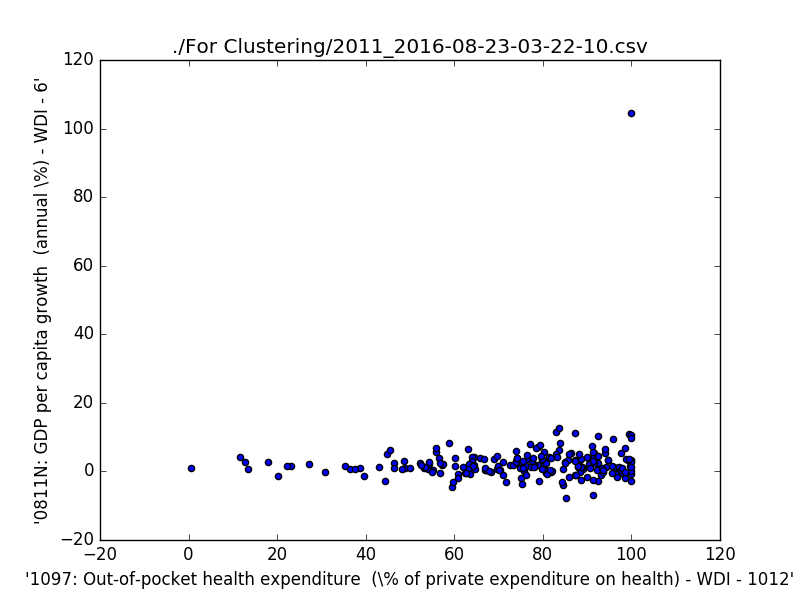 ./For Clustering/2011_2016-08-23-03-22-10.csv
120
100
80
60
40
20
0
−20
'0811N: GDP per capita growth  (annual \%) - WDI - 6'
−20 0 20 40 60 80 100 120
'1097: Out-of-pocket health expenditure  (\% of private expenditure on health) - WDI - 1012'